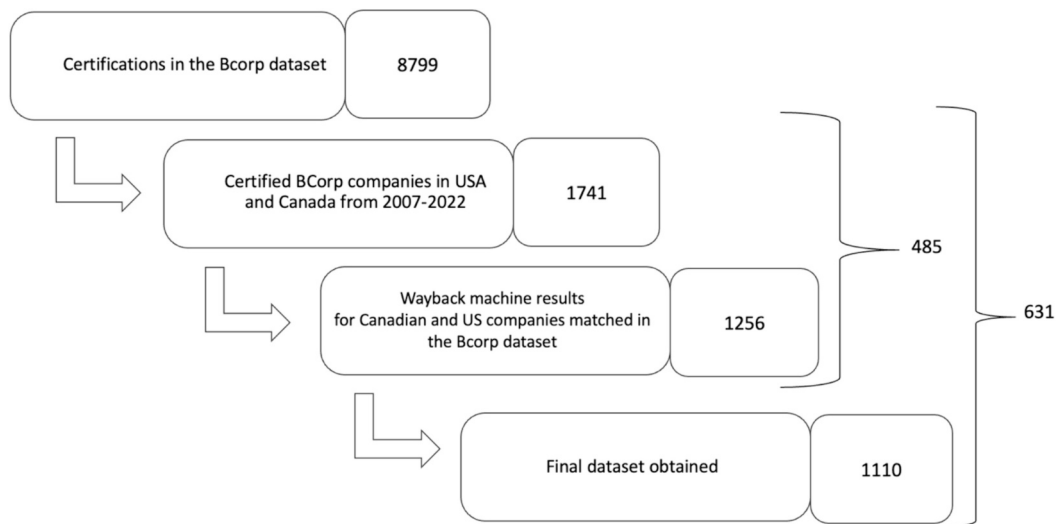 Certifications in the Bcorp dataset
8799
Certified BCorp companies in USA
and Canada from 2007-2022
1741
485
Wayback machine results
for Canadian and US companies matched in
the Bcorp dataset
1256
631
Final dataset obtained
1110